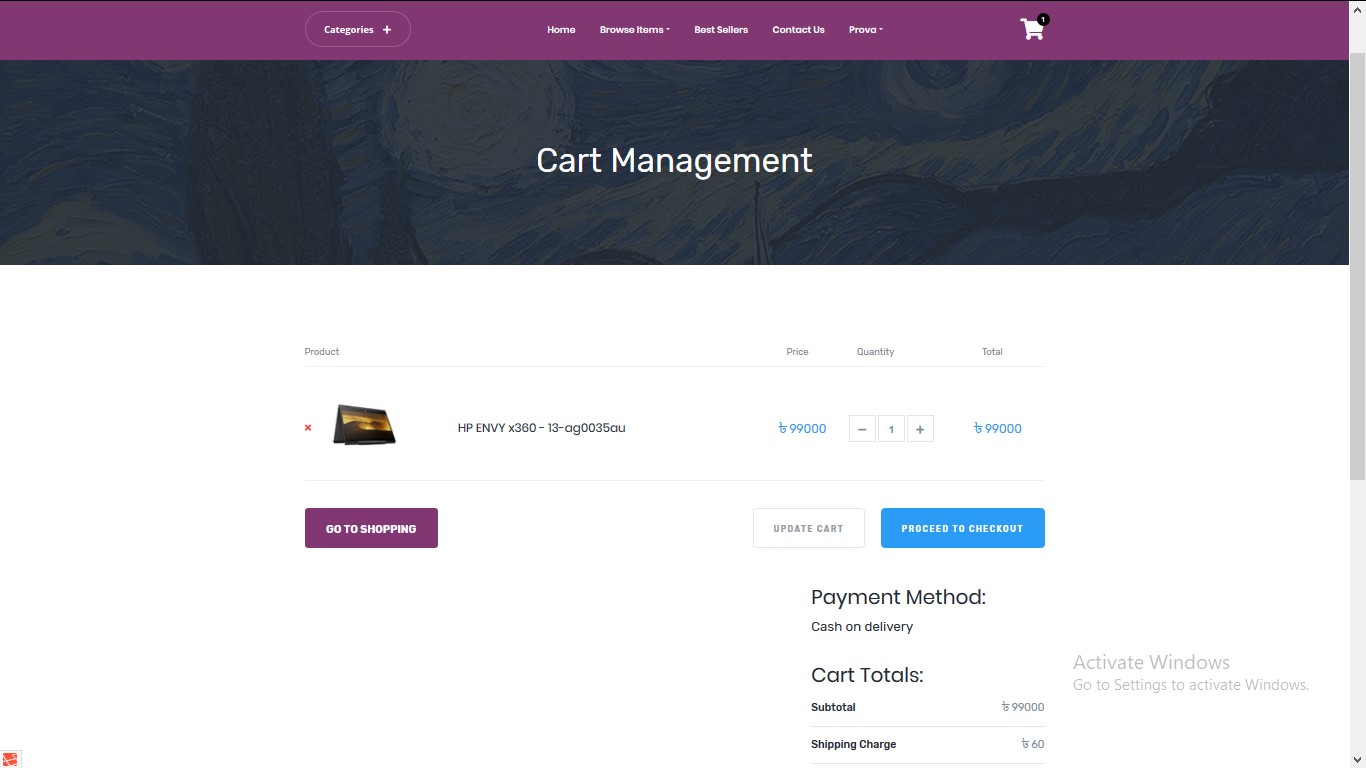 Categories +
Home Browse Items Best Sellers Contact Us Prova
1
Cart Management
Product Price Quantity Total
× HP ENVY x360 - 13-ag0035au ৳ 99000 − 1 + ৳ 99000
GO TO SHOPPING UPDATE CART PROCEED TO CHECKOUT
Payment Method:
Cash on delivery
Cart Totals:
Subtotal ৳ 99000
Shipping Charge ৳ 60
Activate Windows
Go to Settings to activate Windows.